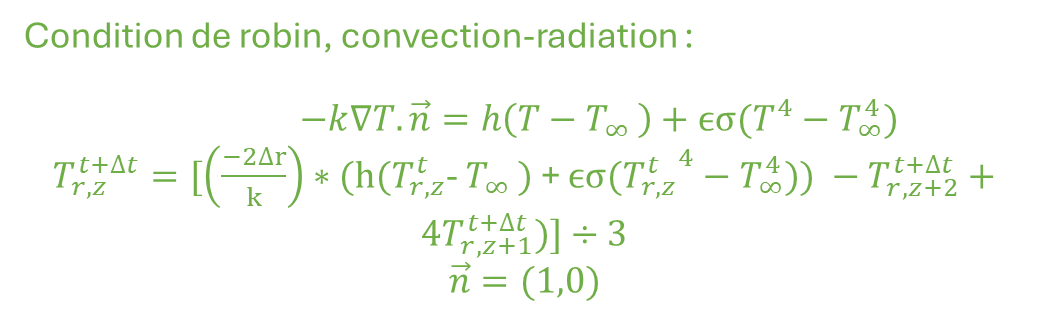 Condition de robin, convection-radiation :
−k∇T.n⃗ = h(T − T∞ ) + ϵσ(T⁴ − T∞⁴)
T_{r,z}^{t+Δt} = [(−2Δr/k) ∗ (h(T_{r,z}^{t}- T∞ ) + ϵσ(T_{r,z}^{t}⁴ − T∞⁴)) − T_{r,z+2}^{t+Δt} +
4T_{r,z+1}^{t+Δt})] ÷ 3
n⃗ = (1,0)